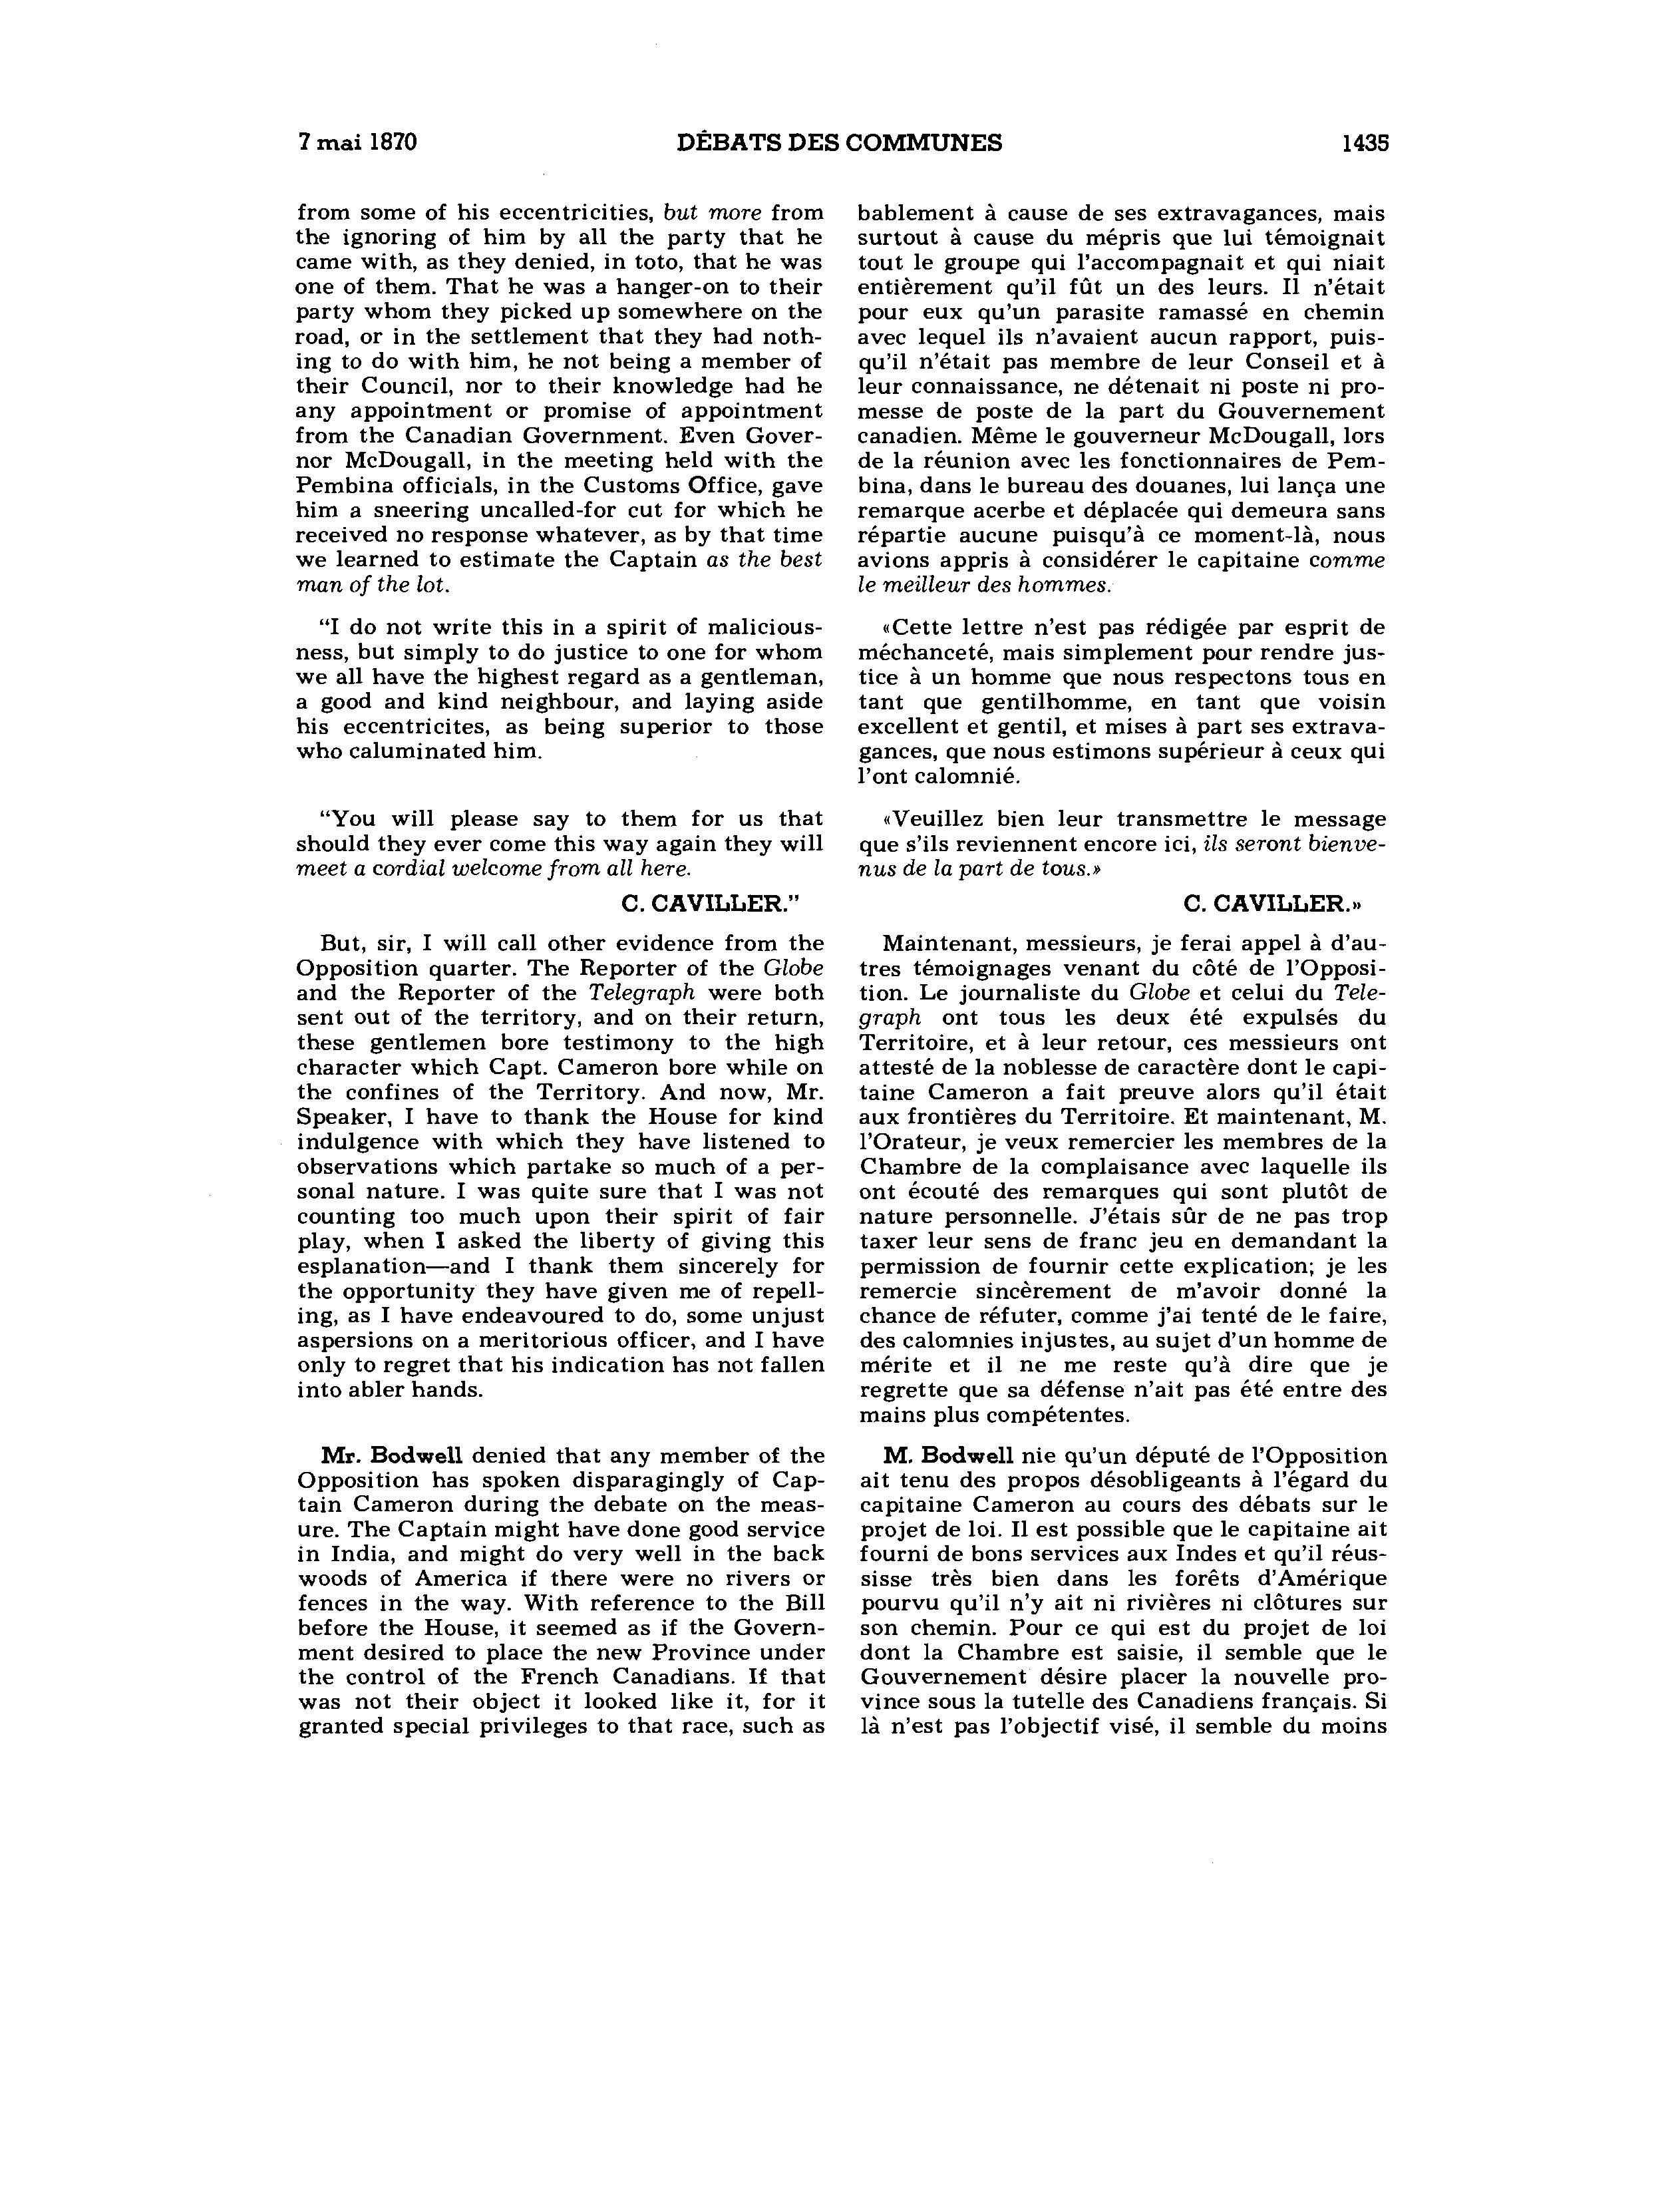 7 mai 1870 DÉBATS DES COMMUNES 1435
from some of his eccentricities, but more from
the ignoring of him by all the party that he
came with, as they denied, in toto, that he was
one of them. That he was a hanger-on to their
party whom they picked up somewhere on the
road, or in the settlement that they had noth-
ing to do with him, he not being a member of
their Council, nor to their knowledge had he
any appointment or promise of appointment
from the Canadian Government. Even Gover-
nor McDougall, in the meeting held with the
Pembina officials, in the Customs Office, gave
him a sneering uncalled-for cut for which he
received no response whatever, as by that time
we learned to estimate the Captain as the best
man of the lot.
"I do not write this in a spirit of malicious-
ness, but simply to do justice to one for whom
we all have the highest regard as a gentleman,
a good and kind neighbour, and laying aside
his eccentricites, as being superior to those
who caluminated him.
"You will please say to them for us that
should they ever come this way again they will
meet a cordial welcome from all here.
C. CAVILLER."
But, sir, I will call other evidence from the
Opposition quarter. The Reporter of the Globe
and the Reporter of the Telegraph were both
sent out of the territory, and on their return,
these gentlemen bore testimony to the high
character which Capt. Cameron bore while on
the confines of the Territory. And now, Mr.
Speaker, I have to thank the House for kind
indulgence with which they have listened to
observations which partake so much of a per-
sonal nature. I was quite sure that I was not
counting too much upon their spirit of fair
play, when I asked the liberty of giving this
esplanation—and I thank them sincerely for
the opportunity they have given me of repell-
ing, as I have endeavoured to do, some unjust
aspersions on a meritorious officer, and I have
only to regret that his indication has not fallen
into abler hands.
Mr. Bodwell denied that any member of the
Opposition has spoken disparagingly of Cap-
tain Cameron during the debate on the meas-
ure. The Captain might have done good service
in India, and might do very well in the back
woods of America if there were no rivers or
fences in the way. With reference to the Bill
before the House, it seemed as if the Govern-
ment desired to place the new Province under
the control of the French Canadians. If that
was not their object it looked like it, for it
granted special privileges to that race, such as
bablement à cause de ses extravagances, mais
surtout à cause du mépris que lui témoignait
tout le groupe qui l'accompagnait et qui niait
entièrement qu'il fût un des leurs. Il n'était
pour eux qu'un parasite ramassé en chemin
avec lequel ils n'avaient aucun rapport, puis-
qu'il n'était pas membre de leur Conseil et à
leur connaissance, ne détenait ni poste ni pro-
messe de poste de la part du Gouvernement
canadien. Même le gouverneur McDougall, lors
de la réunion avec les fonctionnaires de Pem-
bina, dans le bureau des douanes, lui lança une
remarque acerbe et déplacée qui demeura sans
répartie aucune puisqu'à ce moment-là, nous
avions appris à considérer le capitaine comme
le meilleur des hommes.
«Cette lettre n'est pas rédigée par esprit de
méchanceté, mais simplement pour rendre jus-
tice à un homme que nous respectons tous en
tant que gentilhomme, en tant que voisin
excellent et gentil, et mises à part ses extrava-
gances, que nous estimons supérieur à ceux qui
l'ont calomnié.
«Veuillez bien leur transmettre le message
que s'ils reviennent encore ici, ils seront bienve-
nus de la part de tous.»
C. CAVILLER.»
Maintenant, messieurs, je ferai appel à d'au-
tres témoignages venant du côté de l'Opposi-
tion. Le journaliste du Globe et celui du Tele-
graph ont tous les deux été expulsés du
Territoire, et à leur retour, ces messieurs ont
attesté de la noblesse de caractère dont le capi-
taine Cameron a fait preuve alors qu'il était
aux frontières du Territoire. Et maintenant, M.
l'Orateur, je veux remercier les membres de la
Chambre de la complaisance avec laquelle ils
ont écouté des remarques qui sont plutôt de
nature personnelle. J'étais sûr de ne pas trop
taxer leur sens de franc jeu en demandant la
permission de fournir cette explication; je les
remercie sincèrement de m'avoir donné la
chance de réfuter, comme j'ai tenté de le faire,
des calomnies injustes, au sujet d'un homme de
mérite et il ne me reste qu'à dire que je
regrette que sa défense n'ait pas été entre des
mains plus compétentes.
M. Bodwell nie qu'un député de l'Opposition
ait tenu des propos désobligeants à l'égard du
capitaine Cameron au cours des débats sur le
projet de loi. Il est possible que le capitaine ait
fourni de bons services aux Indes et qu'il réus-
sisse très bien dans les forêts d'Amérique
pourvu qu'il n'y ait ni rivières ni clôtures sur
son chemin. Pour ce qui est du projet de loi
dont la Chambre est saisie, il semble que le
Gouvernement désire placer la nouvelle pro-
vince sous la tutelle des Canadiens français. Si
là n'est pas l'objectif visé, il semble du moins